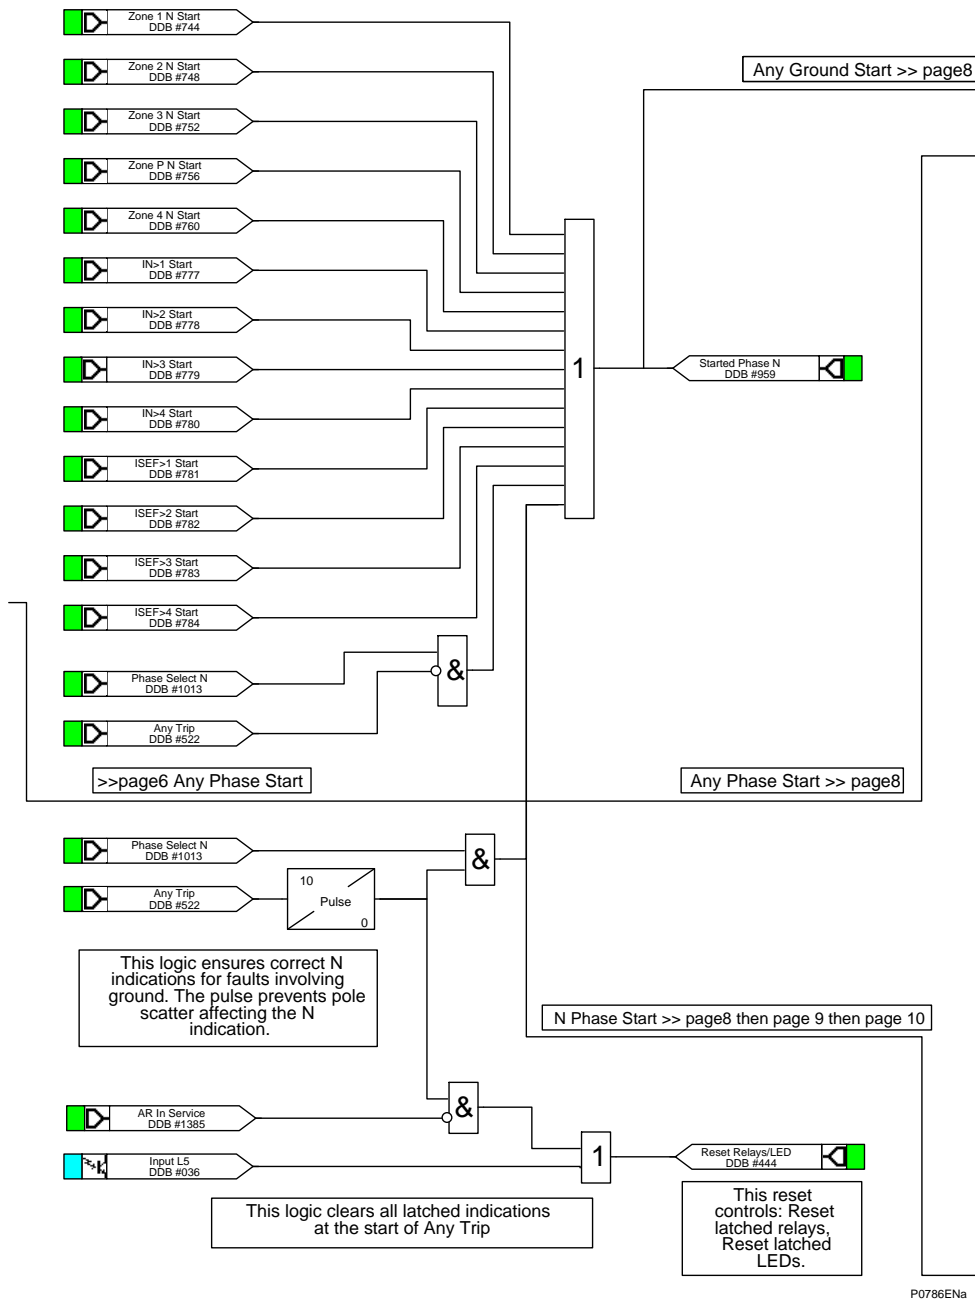 Zone 1 N Start
DDB #744
Zone 2 N Start
DDB #748
Any Ground Start >> page8
Zone 3 N Start
DDB #752
Zone P N Start
DDB #756
Zone 4 N Start
DDB #760
IN>1 Start
DDB #777
IN>2 Start
DDB #778
IN>3 Start
DDB #779
1
Started Phase N
DDB #959
IN>4 Start
DDB #780
ISEF>1 Start
DDB #781
ISEF>2 Start
DDB #782
ISEF>3 Start
DDB #783
ISEF>4 Start
DDB #784
Phase Select N
DDB #1013
&
Any Trip
DDB #522
>>page6 Any Phase Start
Any Phase Start >> page8
Phase Select N
DDB #1013
&
Any Trip
DDB #522
10
Pulse
0
This logic ensures correct N
indications for faults involving
ground. The pulse prevents pole
scatter affecting the N
indication.
N Phase Start >> page8 then page 9 then page 10
AR In Service
DDB #1385
&
Input L5
DDB #036
1
Reset Relays/LED
DDB #444
This logic clears all latched indications
at the start of Any Trip
This reset
controls: Reset
latched relays,
Reset latched
LEDs.
P0786ENa